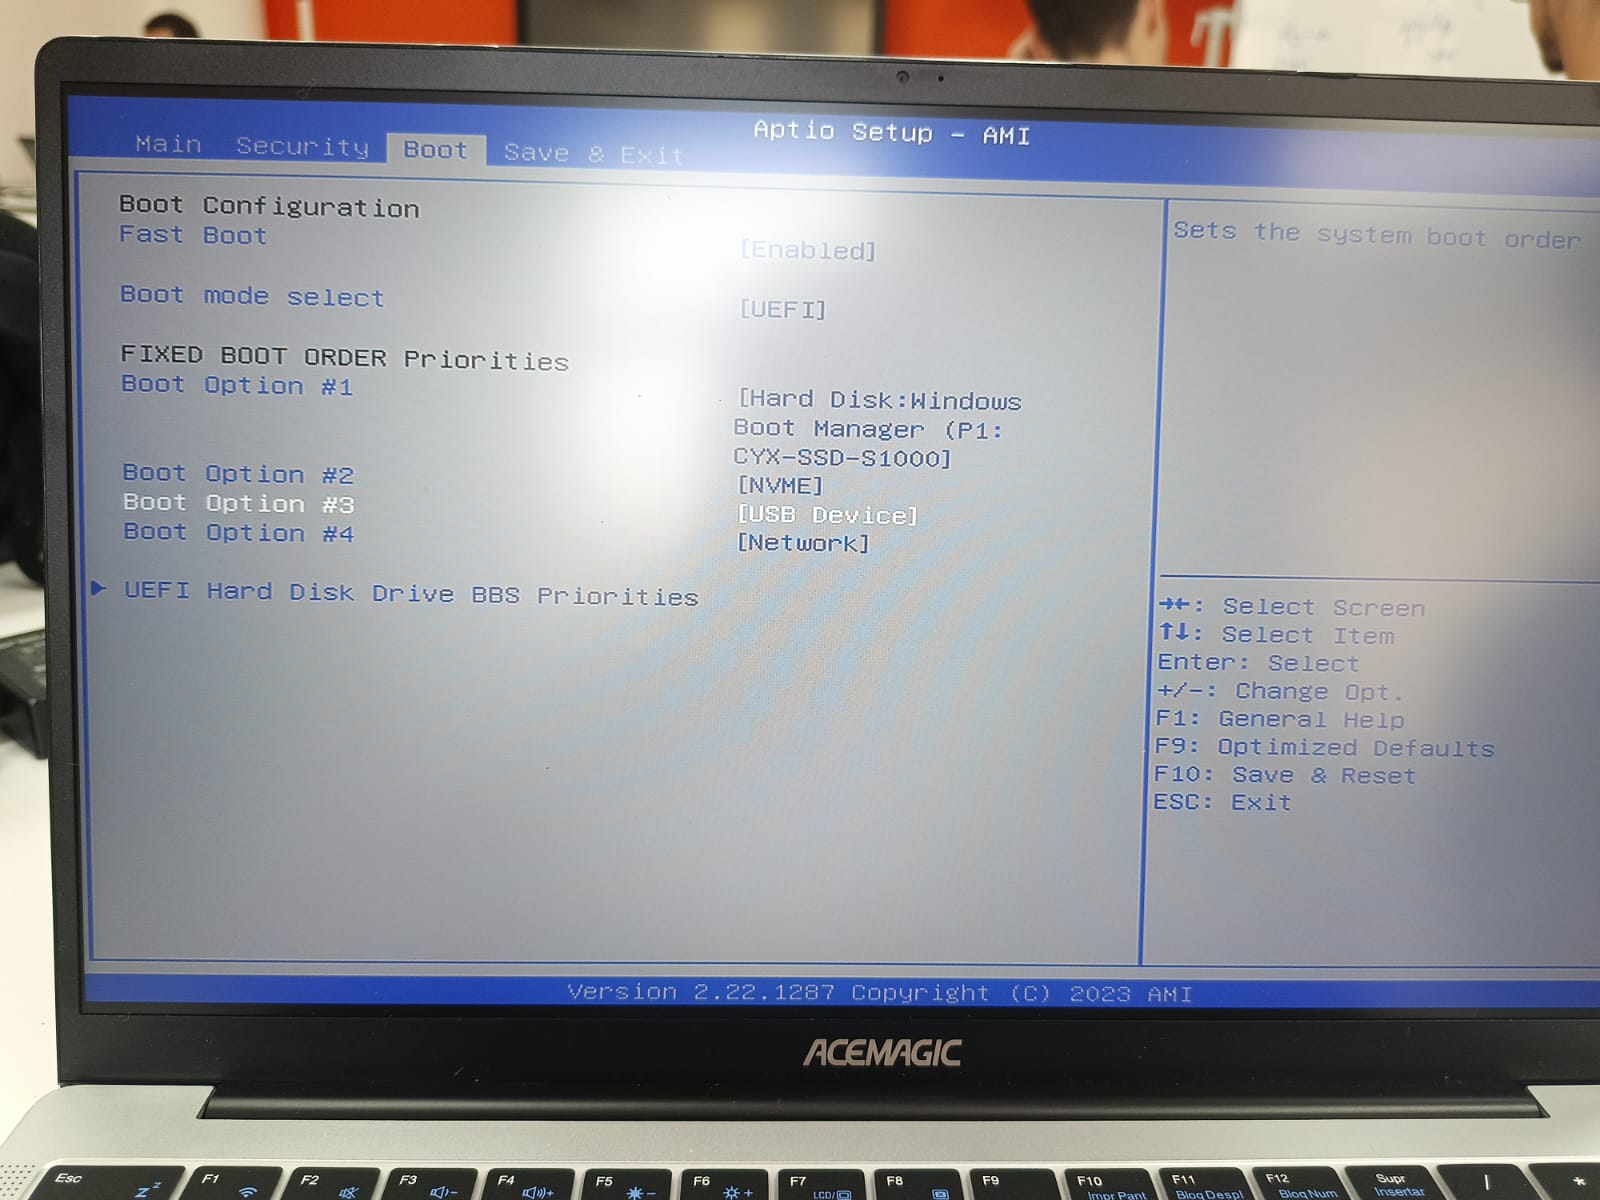 Aptio Setup - AMI
Main Security Boot Save & Exit
Boot Configuration
Fast Boot [Enabled]
Boot mode select [UEFI]
FIXED BOOT ORDER Priorities
Boot Option #1 [Hard Disk:Windows
Boot Manager (P1:
CYX-SSD-S1000]
Boot Option #2 [NVME]
Boot Option #3 [USB Device]
Boot Option #4 [Network]
UEFI Hard Disk Drive BBS Priorities
Sets the system boot order
→←: Select Screen
↑↓: Select Item
Enter: Select
+/-: Change Opt.
F1: General Help
F9: Optimized Defaults
F10: Save & Reset
ESC: Exit
Version 2.22.1287 Copyright (C) 2023 AMI
ACEMAGIC
Esc F1 F2 F3 F4 F5 F6 F7 F8 F9 F10 F11 F12 Supr
LCD/ Impr Pant Bloq Despl Bloq Num Insertar